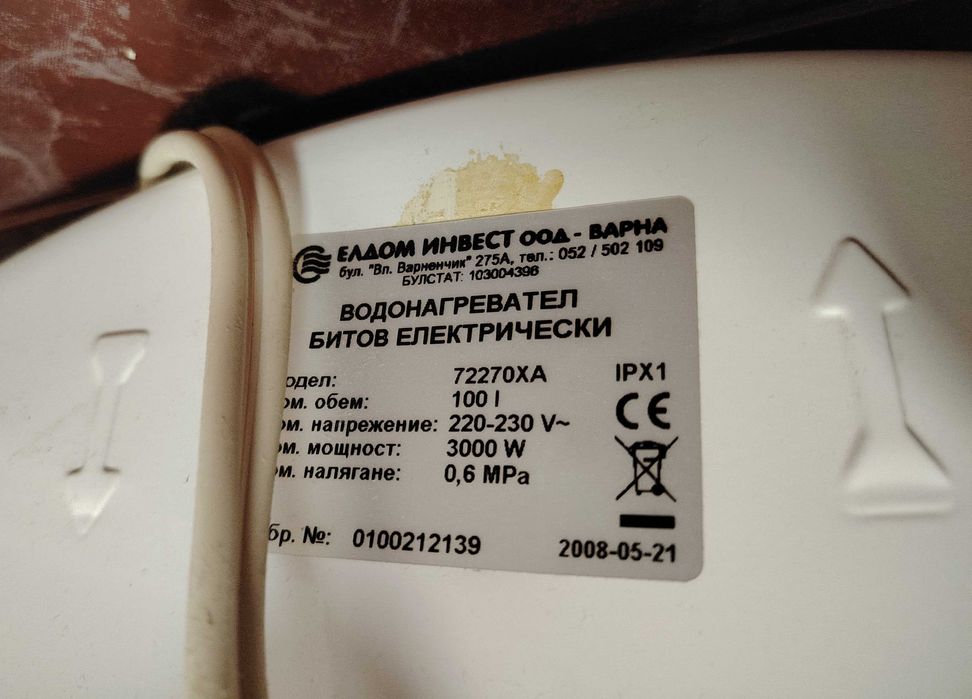 ЕЛДОМ ИНВЕСТ ООД - ВАРНА
бул. "Вл. Варненчик" 275А, тел.: 052 / 502 109
БУЛСТАТ: 103004396
ВОДОНАГРЕВАТЕЛ
БИТОВ ЕЛЕКТРИЧЕСКИ
одел: 72270XA IPX1
ом. обем: 100 l
ом. напрежение: 220-230 V~ CE
ом. мощност: 3000 W
ом. налягане: 0,6 MPa
бр. №: 0100212139 2008-05-21